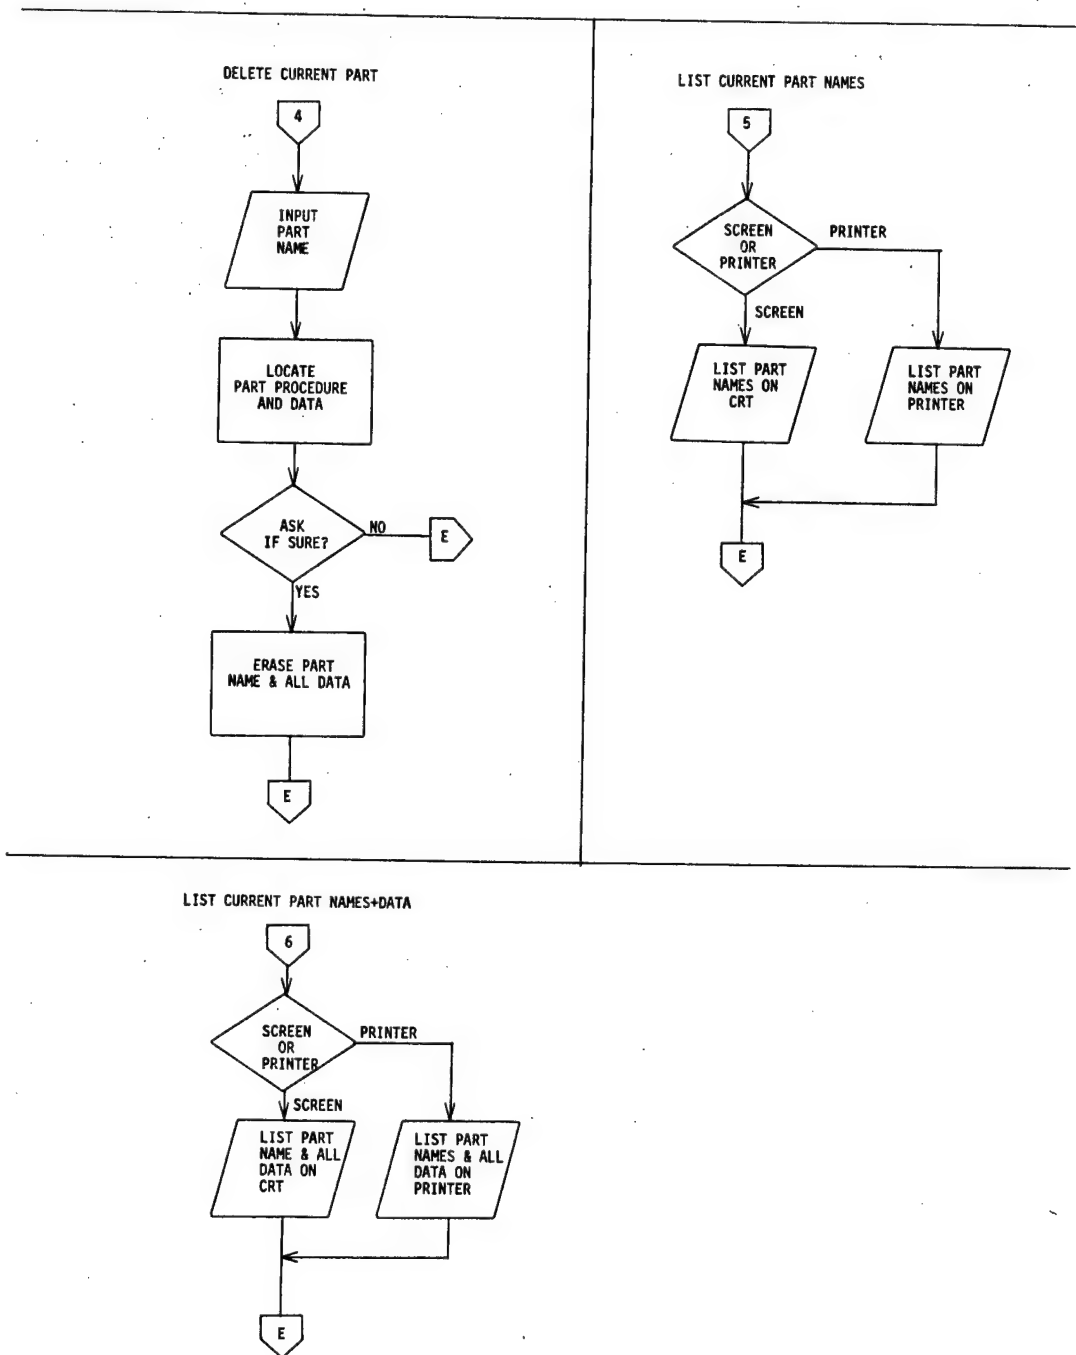 DELETE CURRENT PART
4
INPUT
PART
NAME
LOCATE
PART PROCEDURE
AND DATA
ASK
IF SURE?
NO
E
YES
ERASE PART
NAME & ALL DATA
E
LIST CURRENT PART NAMES
5
SCREEN
OR
PRINTER
PRINTER
SCREEN
LIST PART
NAMES ON
CRT
LIST PART
NAMES ON
PRINTER
E
LIST CURRENT PART NAMES+DATA
6
SCREEN
OR
PRINTER
PRINTER
SCREEN
LIST PART
NAME & ALL
DATA ON
CRT
LIST PART
NAMES & ALL
DATA ON
PRINTER
E